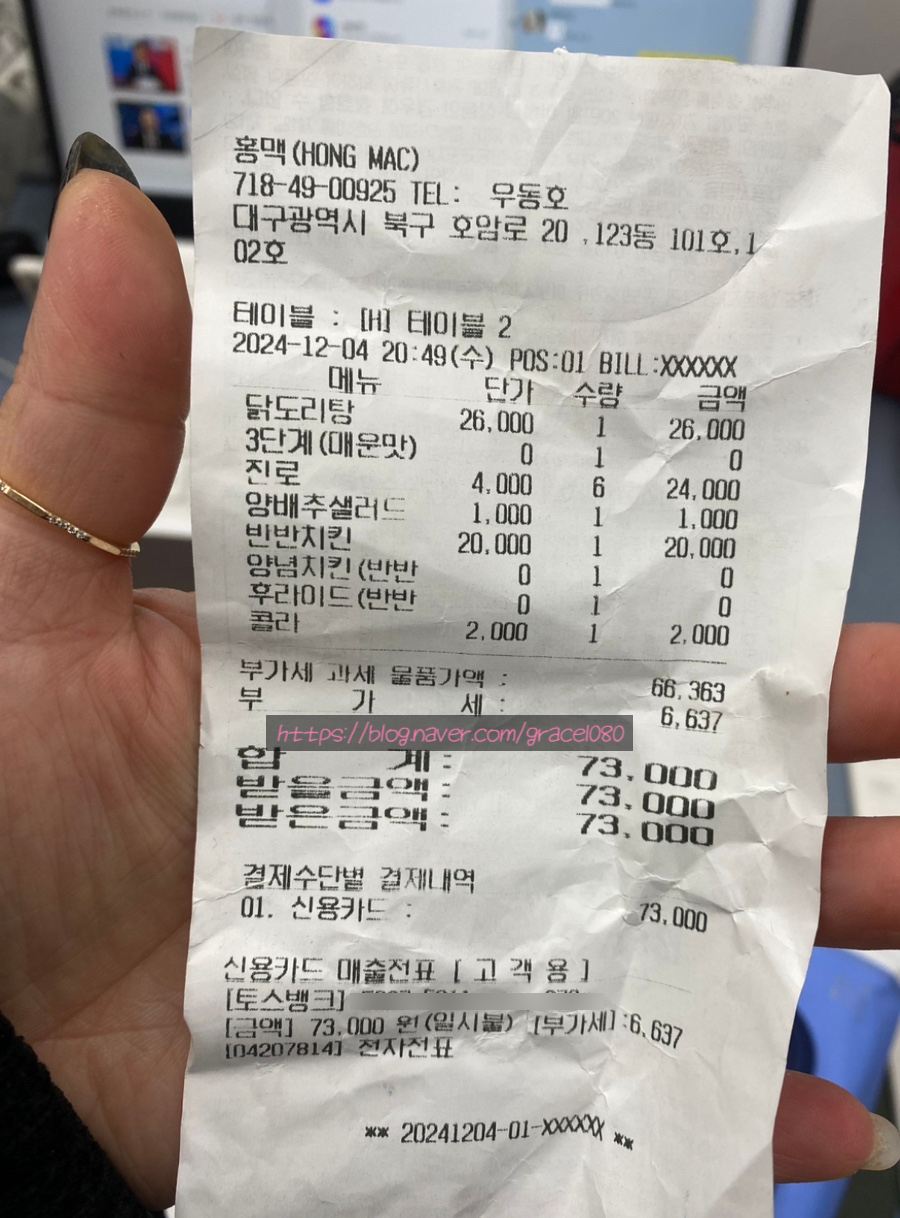 홍맥(HONG MAC)
718-49-00925 TEL: 우동호
대구광역시 북구 호암로 20 ,123동 101호,1
02호
테이블 : [H] 테이블 2
2024-12-04 20:49(수) POS:01 BILL:XXXXXX
메뉴 단가 수량 금액
닭도리탕 26,000 1 26,000
3단계(매운맛) 0 1 0
진로 4,000 6 24,000
양배추샐러드 1,000 1 1,000
반반치킨 20,000 1 20,000
양념치킨(반반 0 1 0
후라이드(반반 0 1 0
콜라 2,000 1 2,000
부가세 과세 물품가액 : 66,363
부 가 세 : 6,637
https://blog.naver.com/grace1080
합 계: 73,000
받을금액: 73,000
받은금액: 73,000
결제수단별 결제내역
01. 신용카드 : 73,000
신용카드 매출전표 [ 고 객 용 ]
[토스뱅크]
[금액] 73,000 원(일시불) [부가세]:6,637
[04207814] 전자전표
** 20241204-01-XXXXXX **